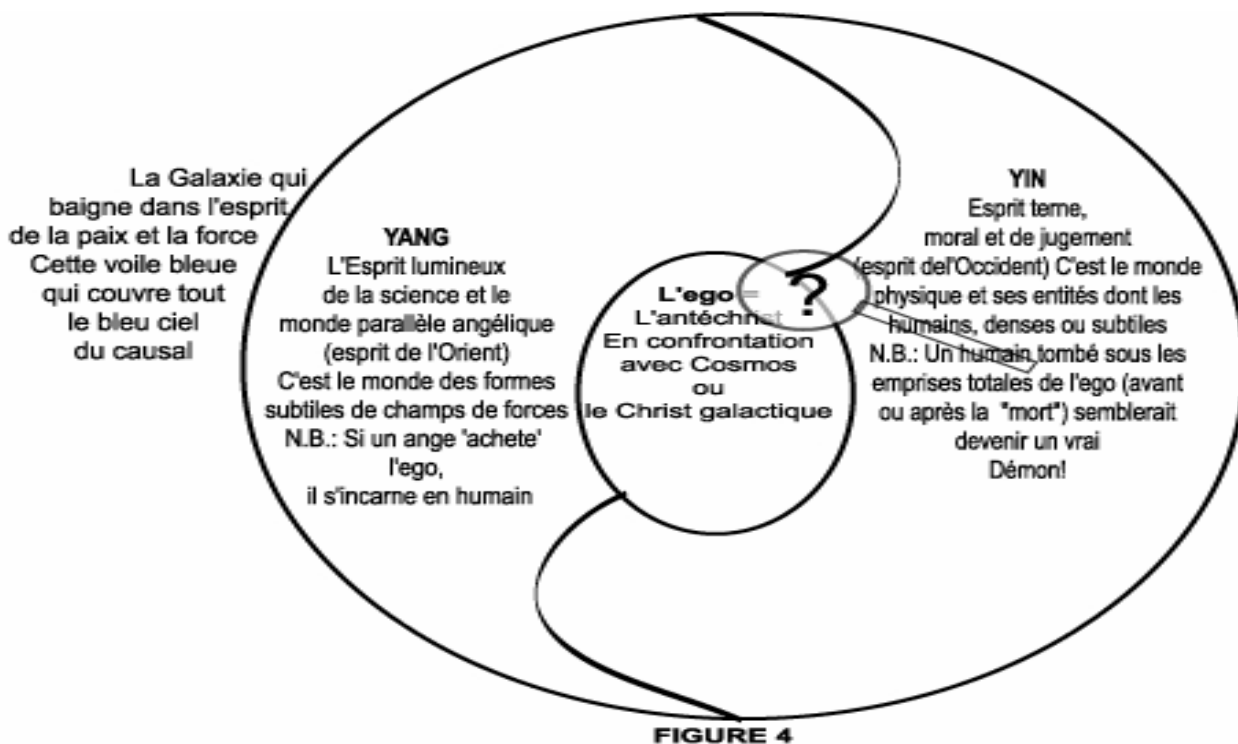 La Galaxie qui
baigne dans l'esprit
de la paix et la force
Cette voile bleue
qui couvre tout
le bleu ciel
du causal
YANG
L'Esprit lumineux
de la science et le
monde parallèle angélique
(esprit de l'Orient)
C'est le monde des formes
subtiles de champs de forces
N.B.: Si un ange 'achete'
l'ego,
il s'incarne en humain
L'ego =
L'antéchrist
En confrontation
avec Cosmos
ou
le Christ galactique
?
YIN
Esprit terne,
moral et de jugement
(esprit del'Occident) C'est le monde
physique et ses entités dont les
humains, denses ou subtiles
N.B.: Un humain tombé sous les
emprises totales de l'ego (avant
ou après la "mort") semblerait
devenir un vrai
Démon!
FIGURE 4